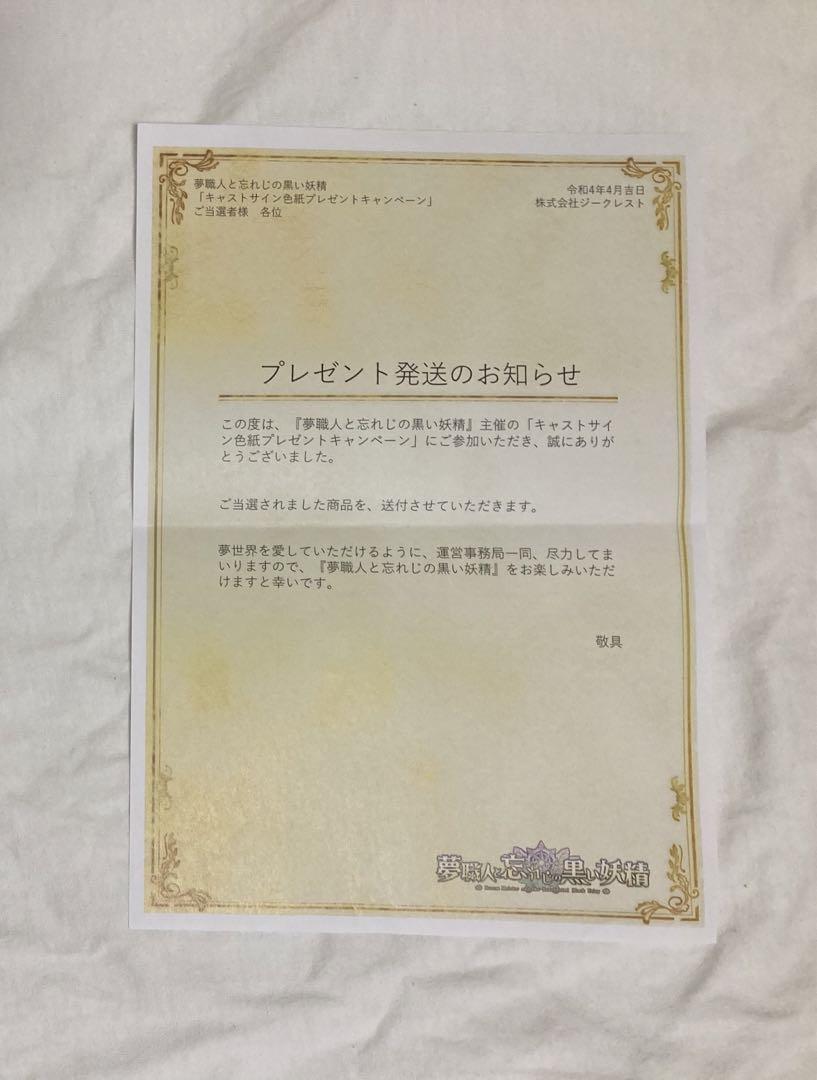 夢職人と忘れじの黒い妖精
「キャストサイン色紙プレゼントキャンペーン」
ご当選者様　各位
令和4年4月吉日
株式会社ジークレスト
プレゼント発送のお知らせ
この度は、『夢職人と忘れじの黒い妖精』主催の「キャストサイ
ン色紙プレゼントキャンペーン」にご参加いただき、誠にありが
とうございました。
ご当選されました商品を、送付させていただきます。
夢世界を愛していただけるように、運営事務局一同、尽力してま
いりますので、『夢職人と忘れじの黒い妖精』をお楽しみいただ
けますと幸いです。
敬具
夢職人と忘れじの黒い妖精